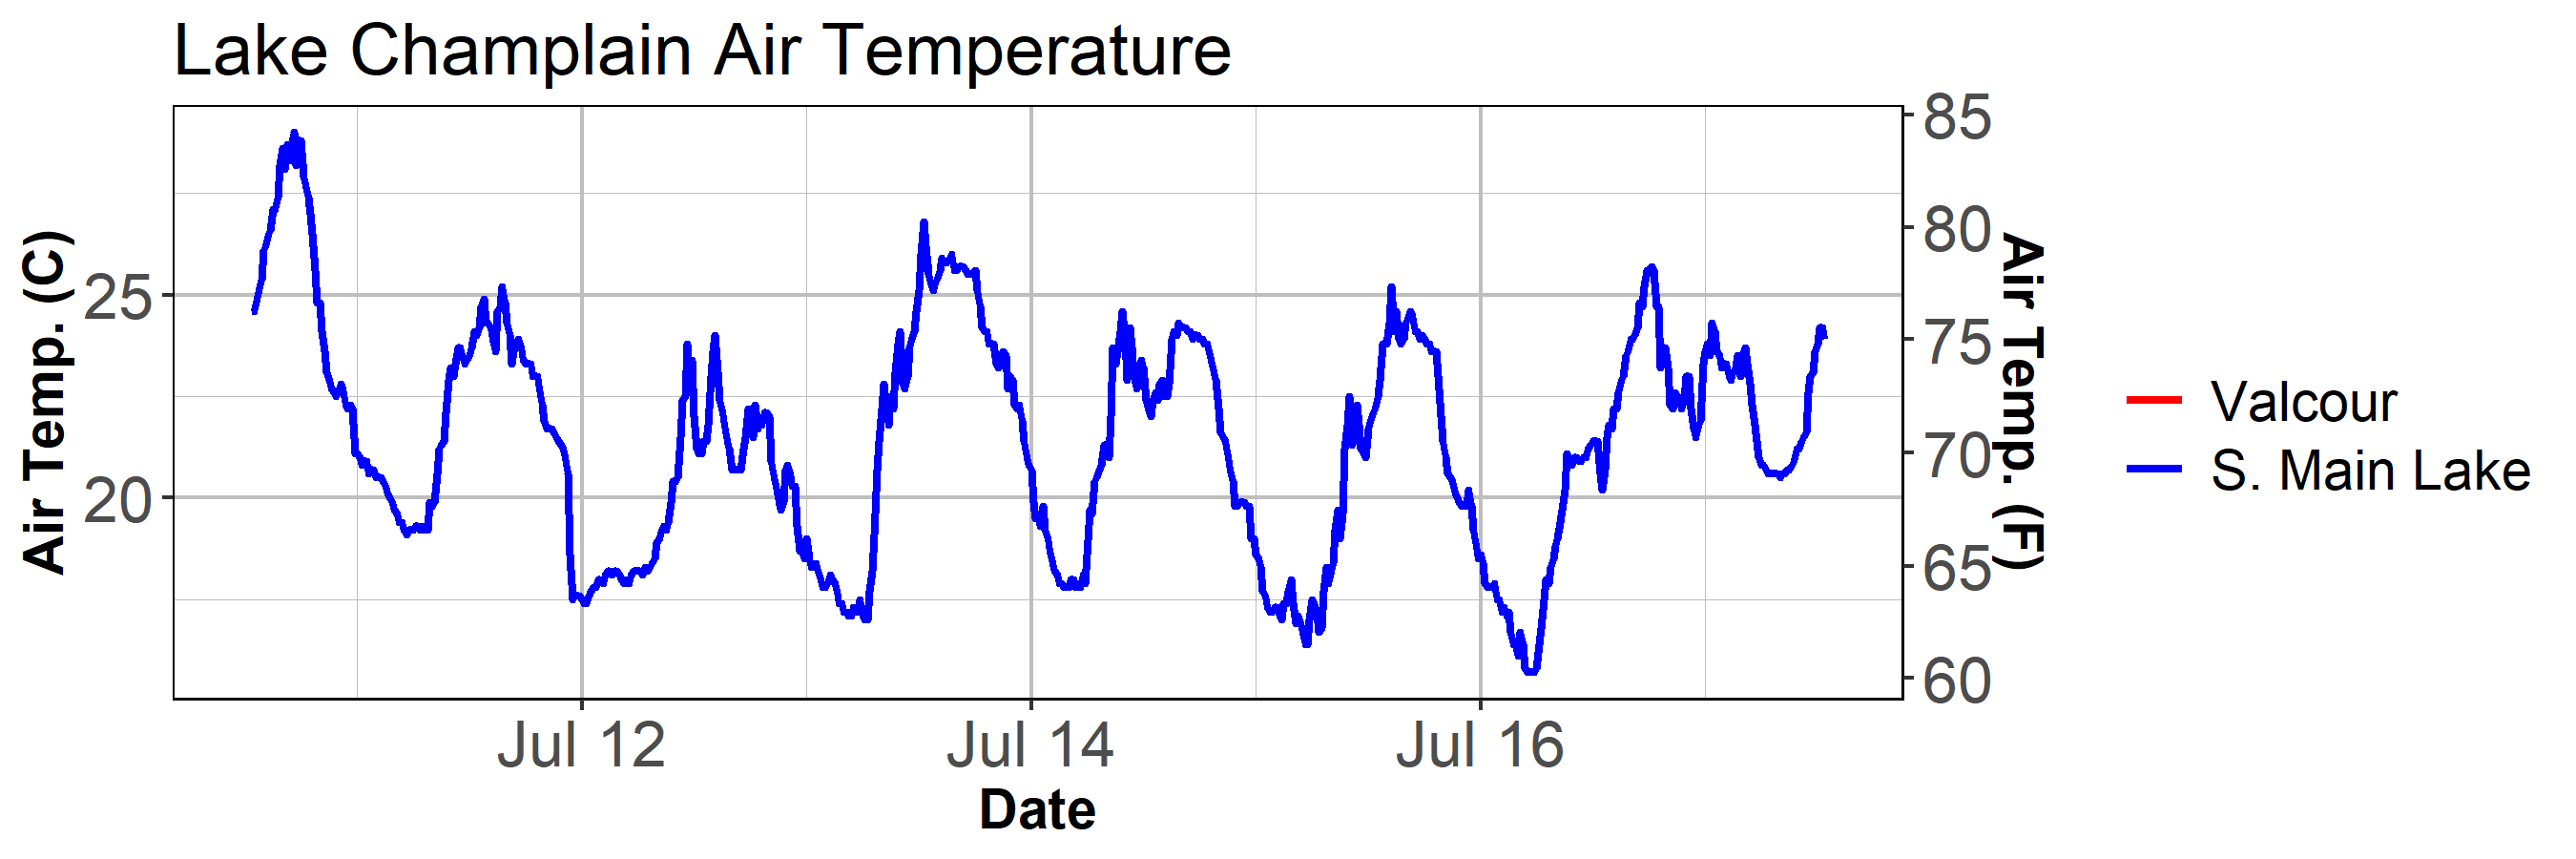 Lake Champlain Air Temperature
Air Temp. (C)
25
20
85
80
75
70
65
60
Air Temp. (F)
Jul 12
Jul 14
Jul 16
Date
Valcour
S. Main Lake